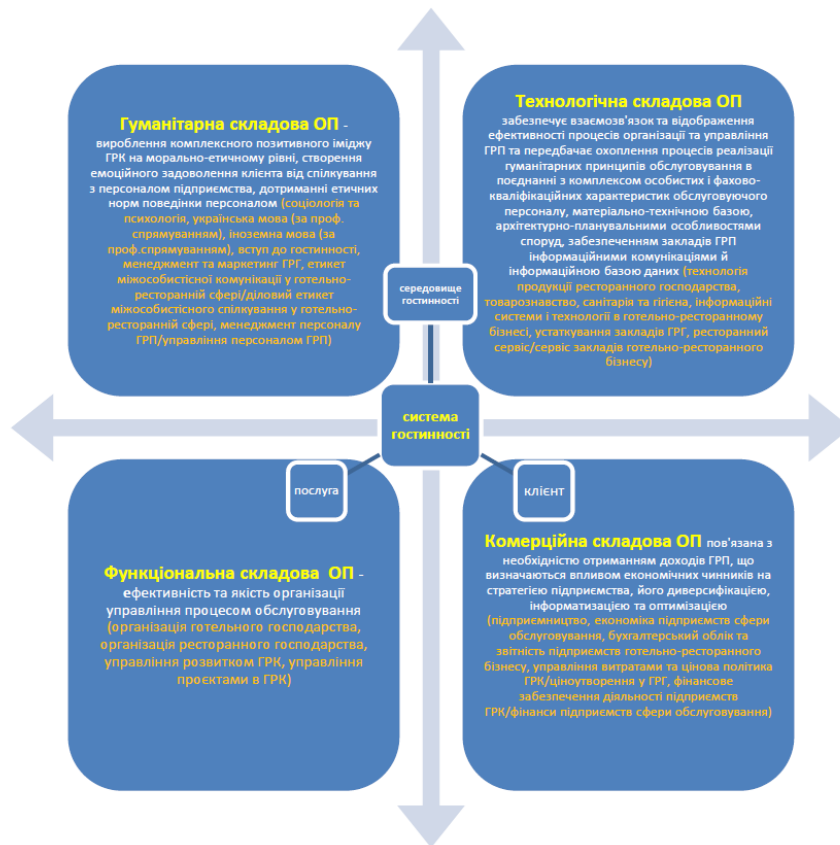 Гуманітарна складова ОП -
вироблення комплексного позитивного іміджу
ГРК на морально-етичному рівні, створення
емоційного задоволення клієнта від спілкування
з персоналом підприємства, дотриманні етичних
норм поведінки персоналом (соціологія та
психологія, українська мова (за проф.
спрямуванням), іноземна мова (за
проф.спрямуванням), вступ до гостинності,
менеджмент та маркетинг ГРГ, етикет
міжособистісної комунікації у готельно-
ресторанній сфері/діловий етикет
міжособистісного спілкування у готельно-
ресторанній сфері, менеджмент персоналу
ГРП/управління персоналом ГРП)
Технологічна складова ОП
забезпечує взаємозв'язок та відображення
ефективності процесів організації та управління
ГРП та передбачає охоплення процесів реалізації
гуманітарних принципів обслуговування в
поєднанні з комплексом особистих і фахово-
кваліфікаційних характеристик обслуговуючого
персоналу, матеріально-технічною базою,
архітектурно-планувальними особливостями
споруд, забезпеченням закладів ГРП
інформаційними комунікаціями й
інформаційною базою даних (технологія
продукції ресторанного господарства,
товарознавство, санітарія та гігієна, інформаційні
системи і технології в готельно-ресторанному
бізнесі, устаткування закладів ГРГ, ресторанний
сервіс/сервіс закладів готельно-ресторанного
бізнесу)
середовище
гостинності
система
гостинності
послуга
клієнт
Функціональна складова ОП -
ефективність та якість організації
управління процесом обслуговування
(організація готельного господарства,
організація ресторанного господарства,
управління розвитком ГРК, управління
проєктами в ГРК)
Комерційна складова ОП пов'язана з
необхідністю отриманням доходів ГРП, що
визначаються впливом економічних чинників на
стратегією підприємства, його диверсифікацією,
інформатизацією та оптимізацією
(підприємництво, економіка підприємств сфери
обслуговування, бухгалтерський облік та
звітність підприємств готельно-ресторанного
бізнесу, управління витратами та цінова політика
ГРК/ціноутворення у ГРГ, фінансове
забезпечення діяльності підприємств
ГРК/фінанси підприємств сфери обслуговування)